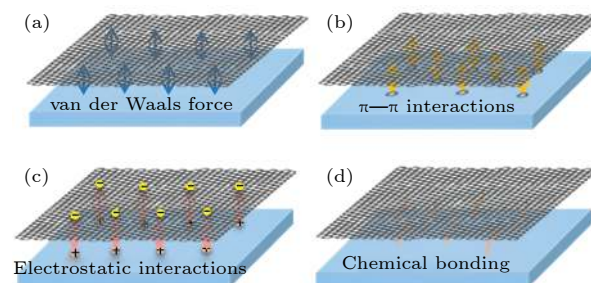 (a)
van der Waals force
(b)
π—π interactions
(c)
− − − −
− − − −
+ + + +
+ + + +
Electrostatic interactions
(d)
Chemical bonding